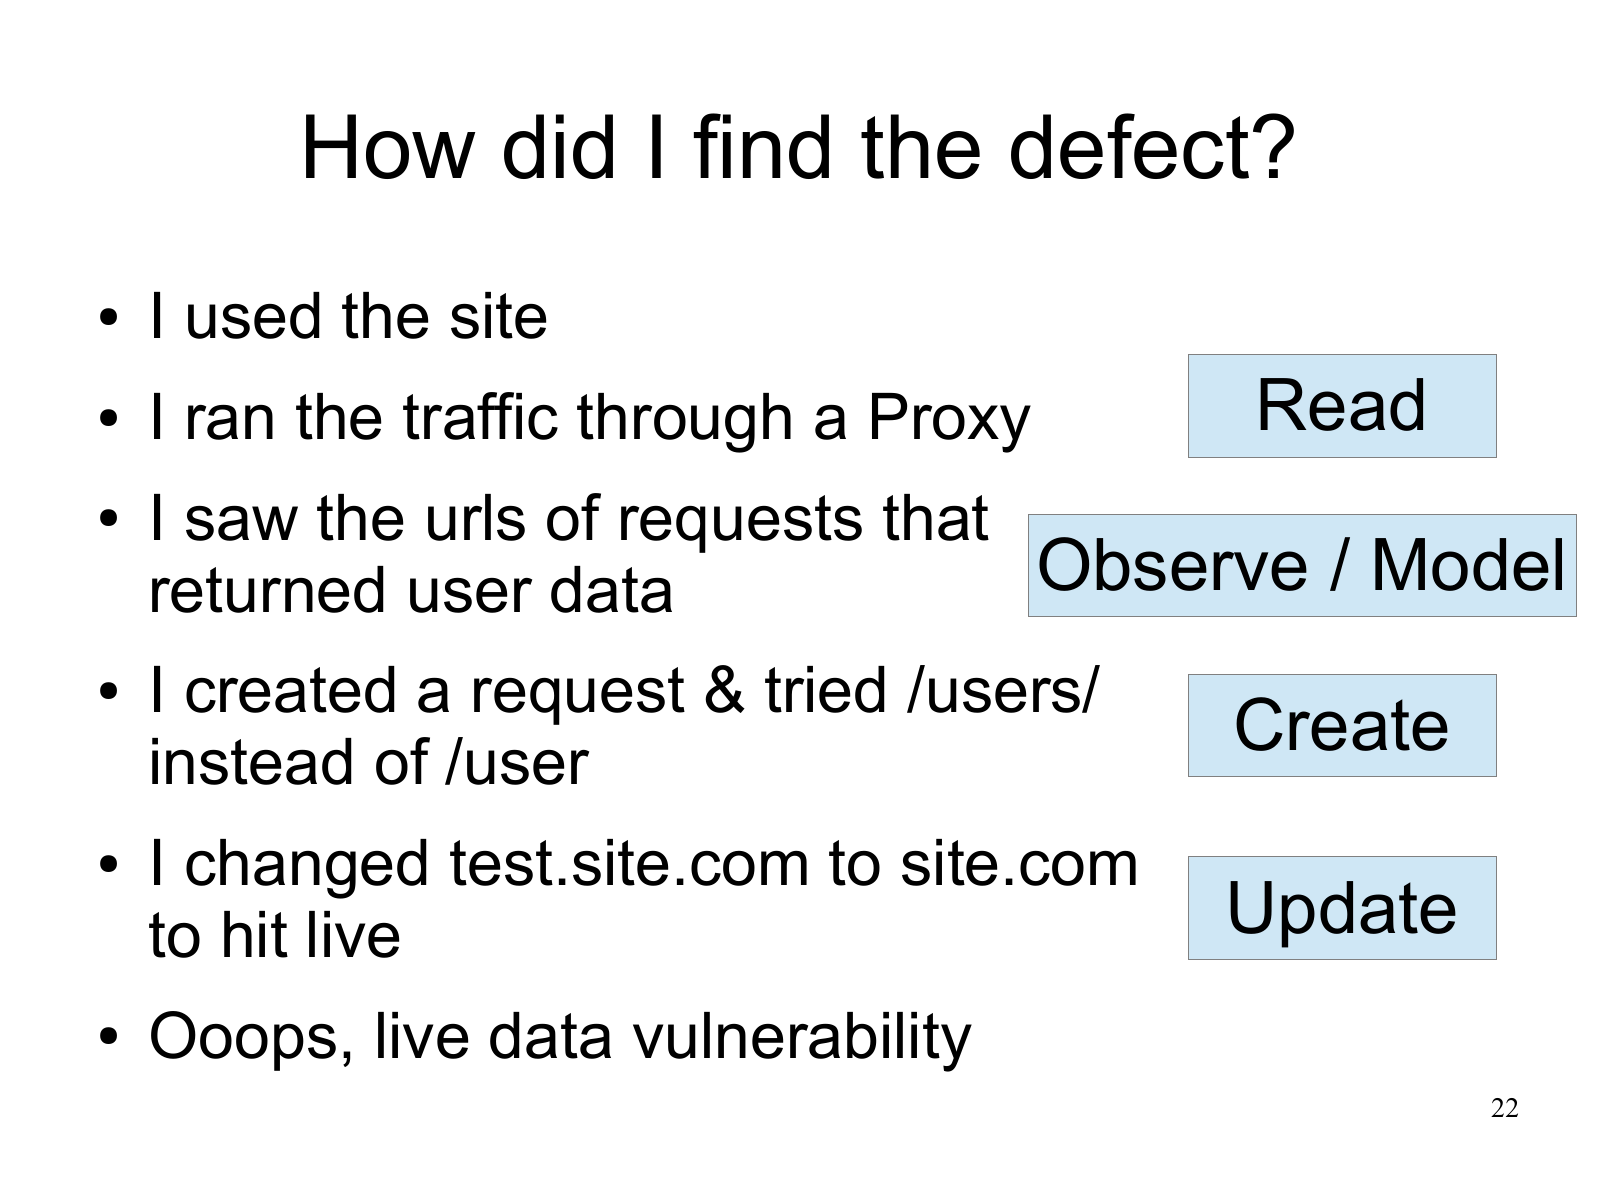 How did I find the defect?
● I used the site
● I ran the traffic through a Proxy
Read
● I saw the urls of requests that
returned user data
Observe / Model
● I created a request & tried /users/
instead of /user
Create
● I changed test.site.com to site.com
to hit live
Update
● Ooops, live data vulnerability
22